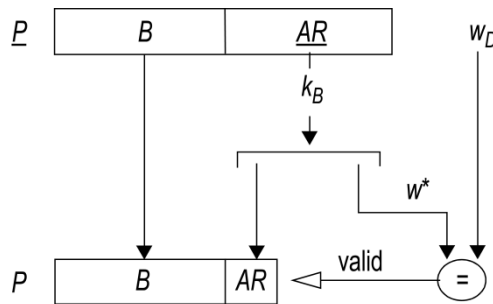 P B AR w_D
k_B
w*
valid
P B AR =